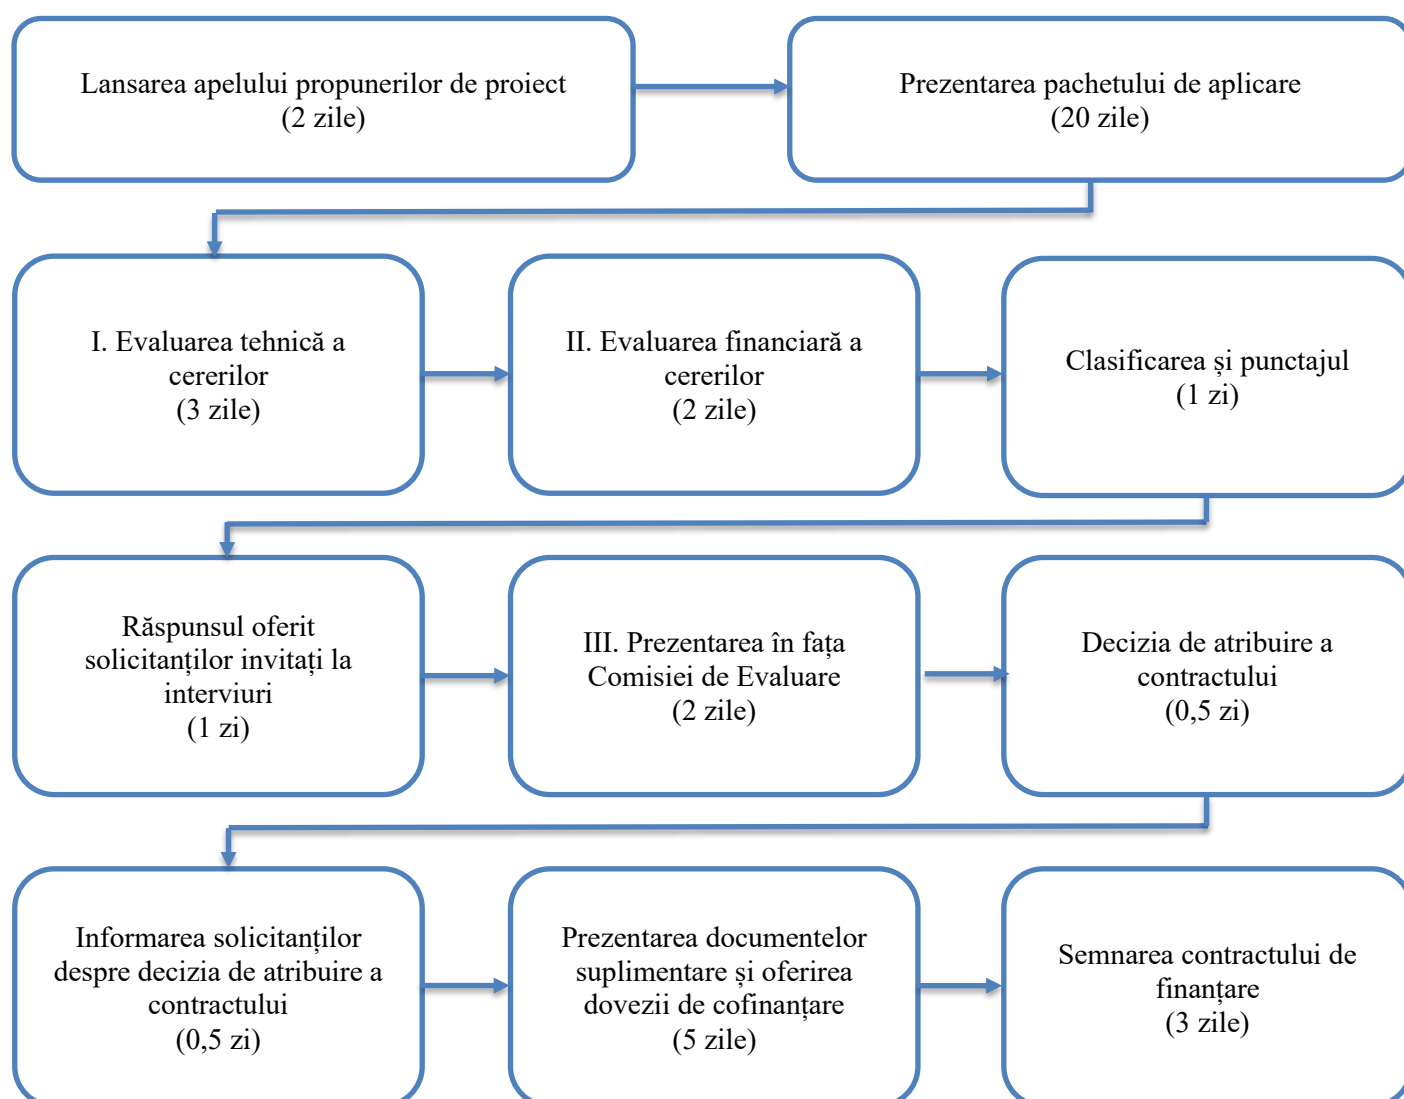 Lansarea apelului propunerilor de proiect
(2 zile)
Prezentarea pachetului de aplicare
(20 zile)
I. Evaluarea tehnică a
cererilor
(3 zile)
II. Evaluarea financiară a
cererilor
(2 zile)
Clasificarea și punctajul
(1 zi)
Răspunsul oferit
solicitanților invitați la
interviuri
(1 zi)
III. Prezentarea în fața
Comisiei de Evaluare
(2 zile)
Decizia de atribuire a
contractului
(0,5 zi)
Informarea solicitanților
despre decizia de atribuire a
contractului
(0,5 zi)
Prezentarea documentelor
suplimentare și oferirea
dovezii de cofinanțare
(5 zile)
Semnarea contractului de
finanțare
(3 zile)